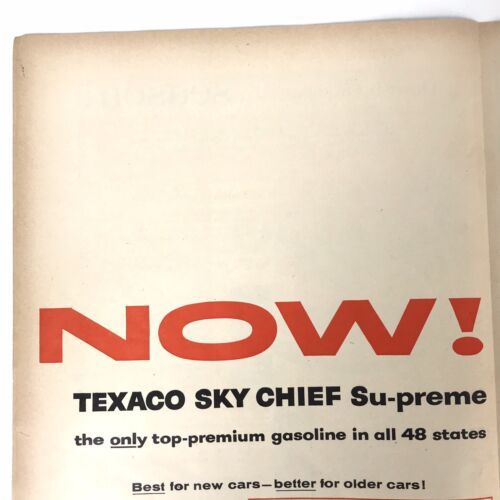 NOW!
TEXACO SKY CHIEF Su-preme
the only top-premium gasoline in all 48 states
Best for new cars—better for older cars!